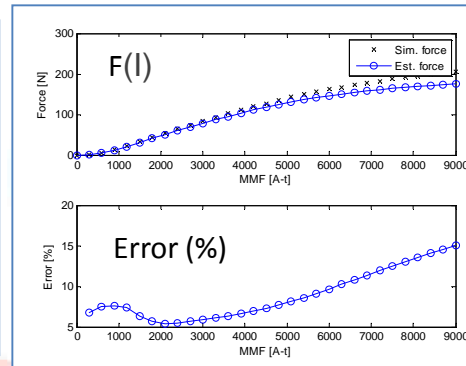 300
200
100
0
Force [N]
F(l)
Sim. force
Est. force
0 1000 2000 3000 4000 5000 6000 7000 8000 9000
MMF [A-t]
20
15
10
5
Error [%]
Error (%)
0 1000 2000 3000 4000 5000 6000 7000 8000 9000
MMF [A-t]